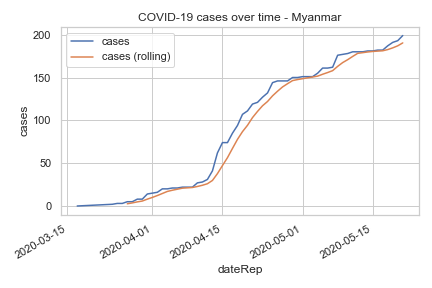 COVID-19 cases over time - Myanmar
cases
cases (rolling)
200
150
100
50
0
cases
2020-03-15
2020-04-01
2020-04-15
2020-05-01
2020-05-15
dateRep